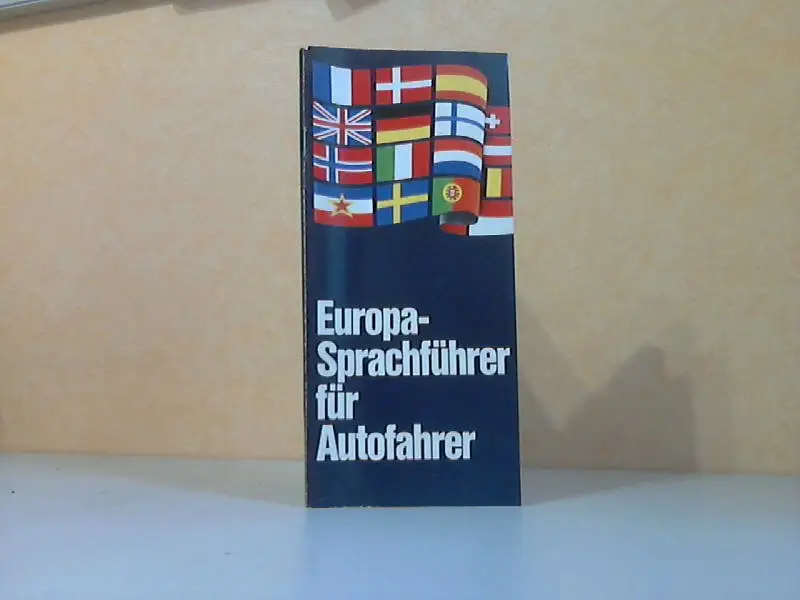 Europa-
Sprachführer
für
Autofahrer